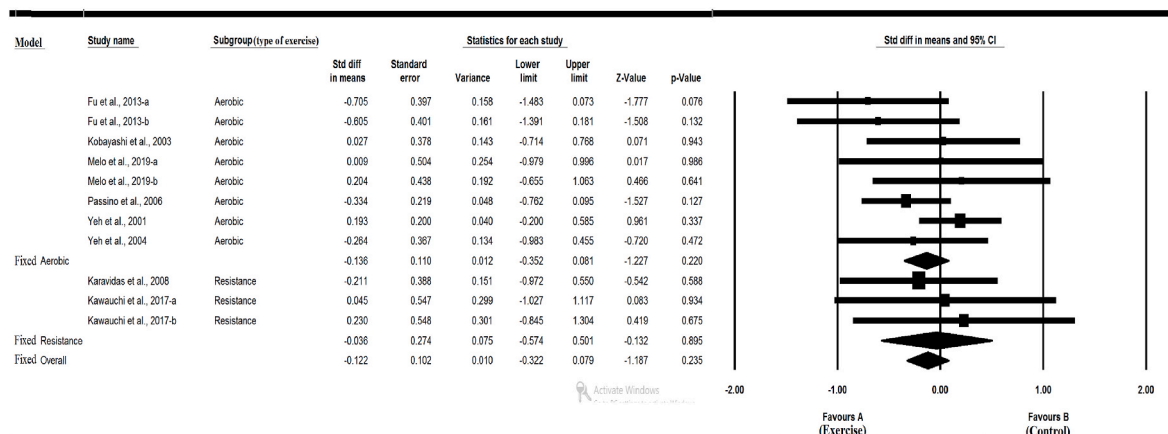 Model Study name Subgroup(type of exercise) Statistics for each study Std diff in means and 95% CI
Std diff in means Standard error Variance Lower limit Upper limit Z-Value p-Value
Fu et al., 2013-a Aerobic -0.705 0.397 0.158 -1.483 0.073 -1.777 0.076
Fu et al., 2013-b Aerobic -0.605 0.401 0.161 -1.391 0.181 -1.508 0.132
Kobayashi et al., 2003 Aerobic 0.027 0.378 0.143 -0.714 0.768 0.071 0.943
Melo et al., 2019-a Aerobic 0.009 0.504 0.254 -0.979 0.996 0.017 0.986
Melo et al., 2019-b Aerobic 0.204 0.438 0.192 -0.655 1.063 0.466 0.641
Passino et al., 2006 Aerobic -0.334 0.219 0.048 -0.762 0.095 -1.527 0.127
Yeh et al., 2001 Aerobic 0.193 0.200 0.040 -0.200 0.585 0.961 0.337
Yeh et al., 2004 Aerobic -0.264 0.367 0.134 -0.983 0.455 -0.720 0.472
Fixed Aerobic -0.136 0.110 0.012 -0.352 0.081 -1.227 0.220
Karavidas et al., 2008 Resistance -0.211 0.388 0.151 -0.972 0.550 -0.542 0.588
Kawauchi et al., 2017-a Resistance 0.045 0.547 0.299 -1.027 1.117 0.083 0.934
Kawauchi et al., 2017-b Resistance 0.230 0.548 0.301 -0.845 1.304 0.419 0.675
Fixed Resistance -0.036 0.274 0.075 -0.574 0.501 -0.132 0.895
Fixed Overall -0.122 0.102 0.010 -0.322 0.079 -1.187 0.235
-2.00 -1.00 0.00 1.00 2.00
Activate Windows
Favours A Favours B
(Exercise) (Control)